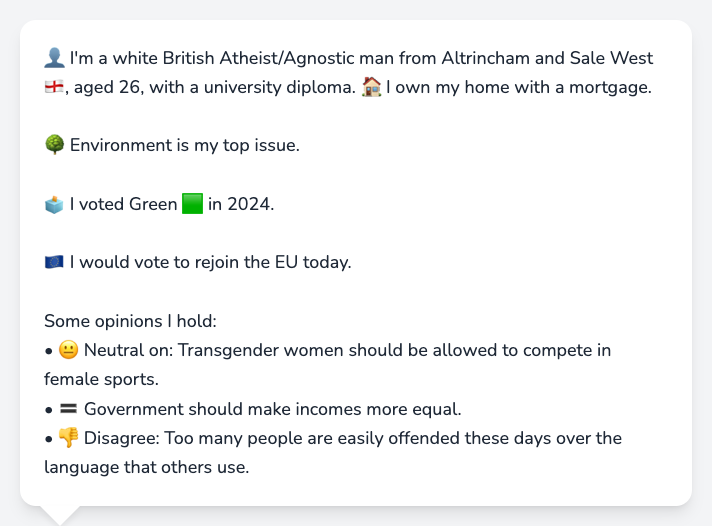 👤 I'm a white British Atheist/Agnostic man from Altrincham and Sale West
🏴󠁧󠁢󠁥󠁮󠁧󠁿, aged 26, with a university diploma. 🏠 I own my home with a mortgage.
🌳 Environment is my top issue.
🗳️ I voted Green 🟩 in 2024.
🇪🇺 I would vote to rejoin the EU today.
Some opinions I hold:
• 😐 Neutral on: Transgender women should be allowed to compete in
female sports.
• 🟰 Government should make incomes more equal.
• 👎 Disagree: Too many people are easily offended these days over the
language that others use.